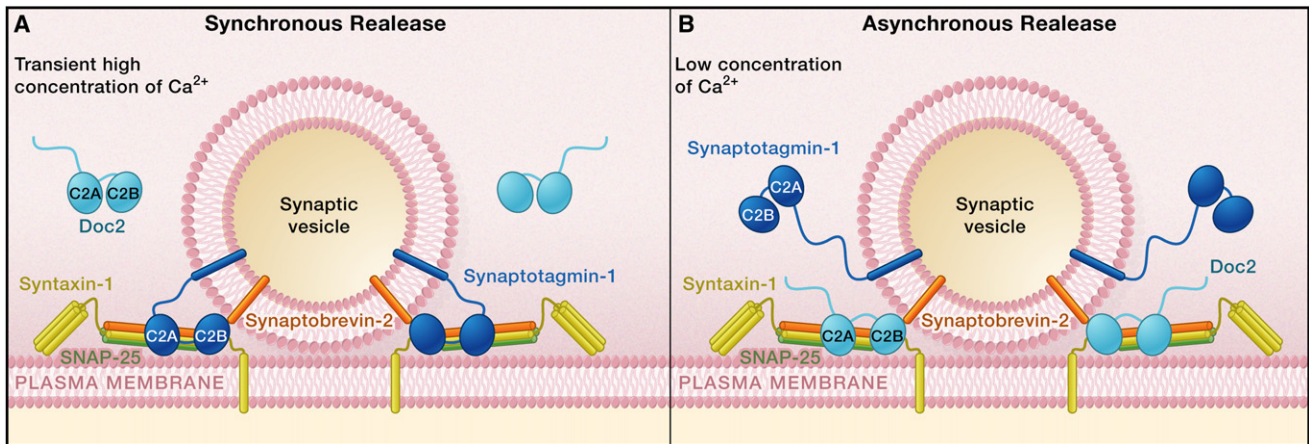 A
Synchronous Realease
Transient high
concentration of Ca2+
C2A
C2B
Doc2
Synaptic
vesicle
Syntaxin-1
Synaptotagmin-1
Synaptobrevin-2
C2A
C2B
SNAP-25
PLASMA MEMBRANE
B
Asynchronous Realease
Low concentration
of Ca2+
Synaptotagmin-1
C2A
C2B
Synaptic
vesicle
Doc2
Syntaxin-1
Synaptobrevin-2
C2A
C2B
SNAP-25
PLASMA MEMBRANE